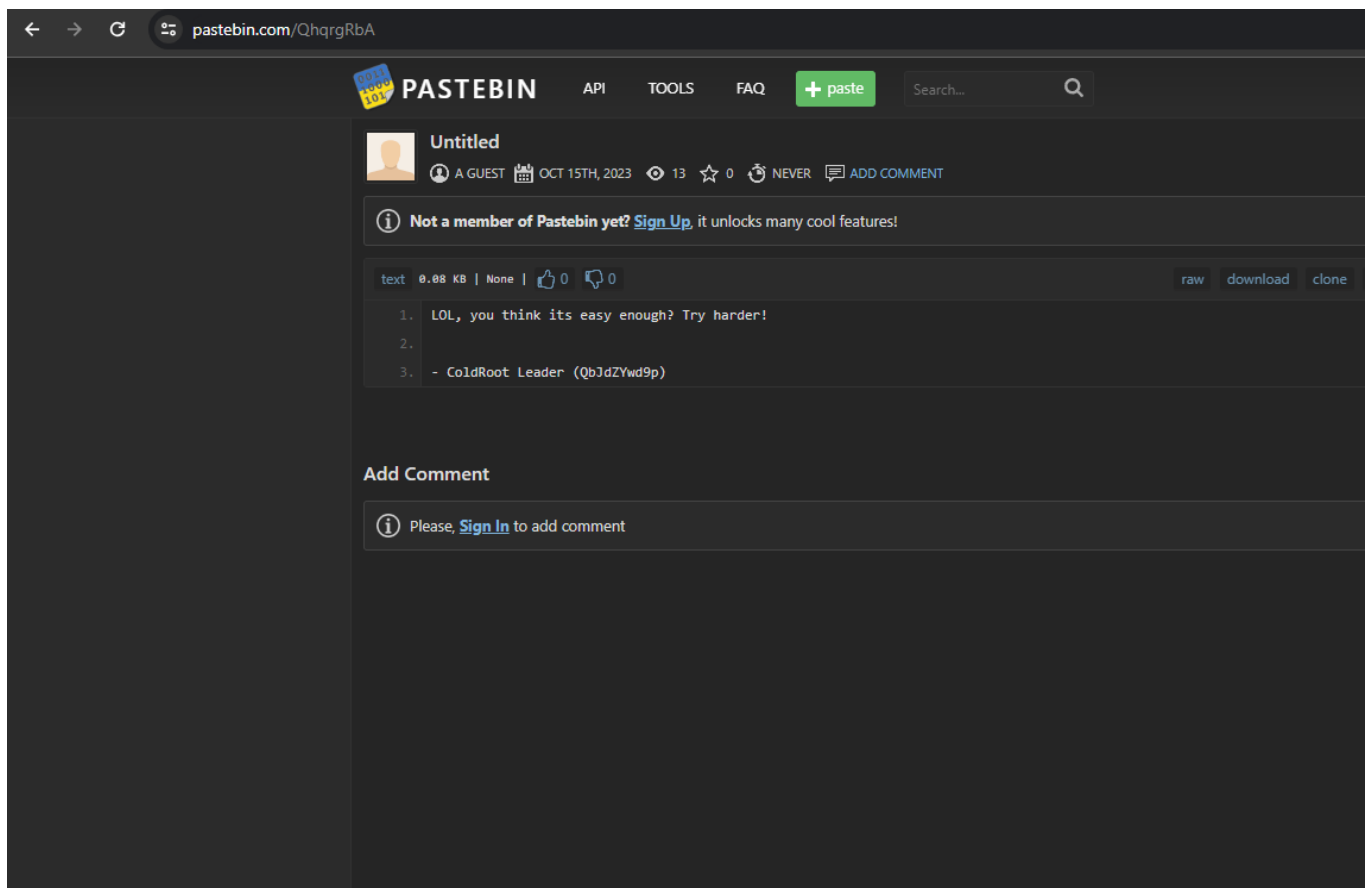 pastebin.com/QhqrgRbA
PASTEBIN API TOOLS FAQ + paste Search...
Untitled
A GUEST OCT 15TH, 2023 13 0 NEVER ADD COMMENT
Not a member of Pastebin yet? Sign Up, it unlocks many cool features!
text 0.08 KB | None | 0 0 raw download clone
1. LOL, you think its easy enough? Try harder!
2.
3. - ColdRoot Leader (QbJdZYwd9p)
Add Comment
Please, Sign In to add comment